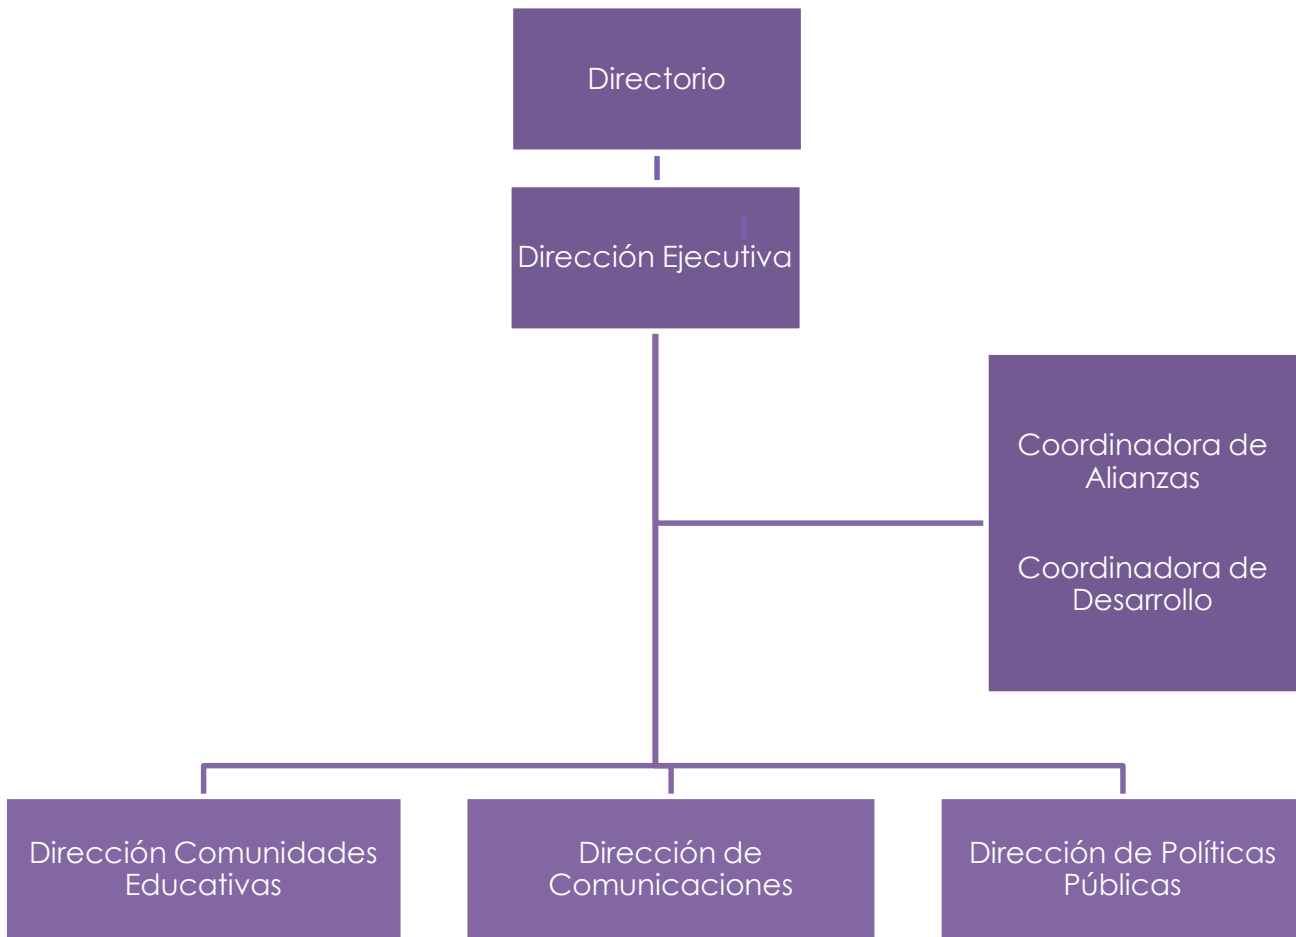 Directorio
Dirección Ejecutiva
Coordinadora de
Alianzas
Coordinadora de
Desarrollo
Dirección Comunidades
Educativas
Dirección de
Comunicaciones
Dirección de Políticas
Públicas